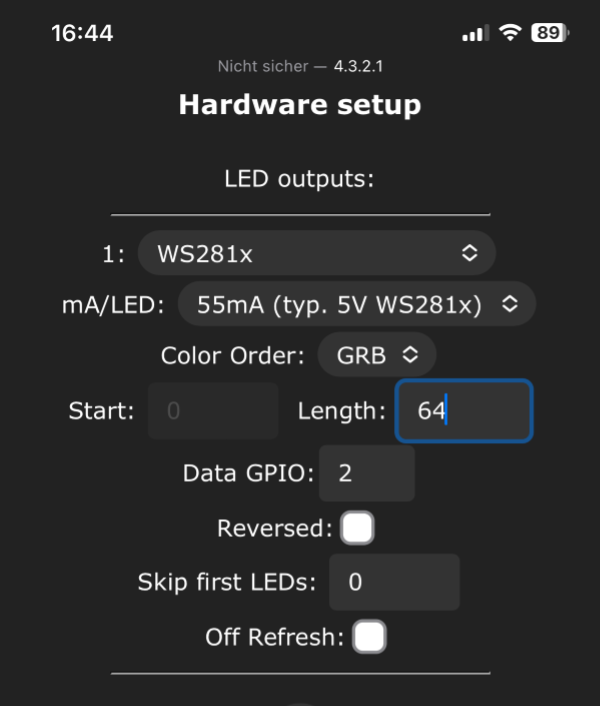 16:44 89
Nicht sicher — 4.3.2.1
Hardware setup
LED outputs:
1: WS281x
mA/LED: 55mA (typ. 5V WS281x)
Color Order: GRB
Start: 0 Length: 64
Data GPIO: 2
Reversed:
Skip first LEDs: 0
Off Refresh: